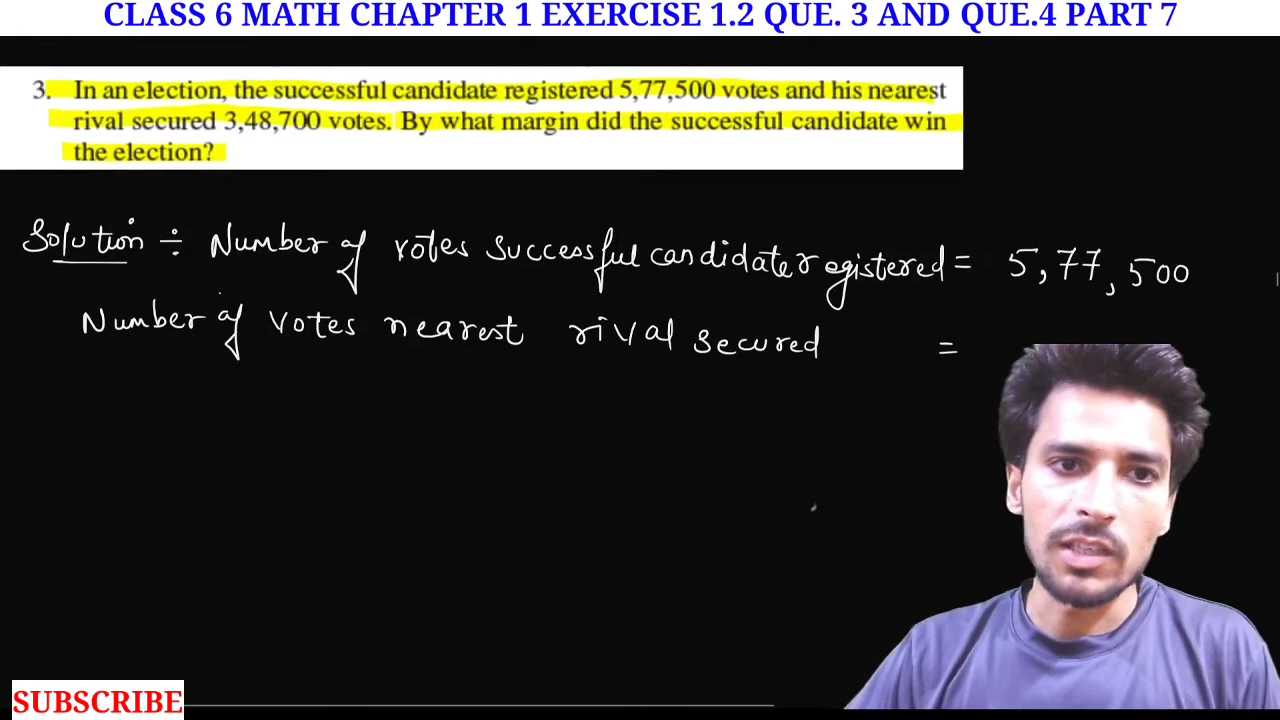 CLASS 6 MATH CHAPTER 1 EXERCISE 1.2 QUE. 3 AND QUE.4 PART 7
3. In an election, the successful candidate registered 5,77,500 votes and his nearest
rival secured 3,48,700 votes. By what margin did the successful candidate win
the election?
Solution ÷ Number of votes successful candidate registered = 5,77,500
Number of votes nearest rival secured =
SUBSCRIBE